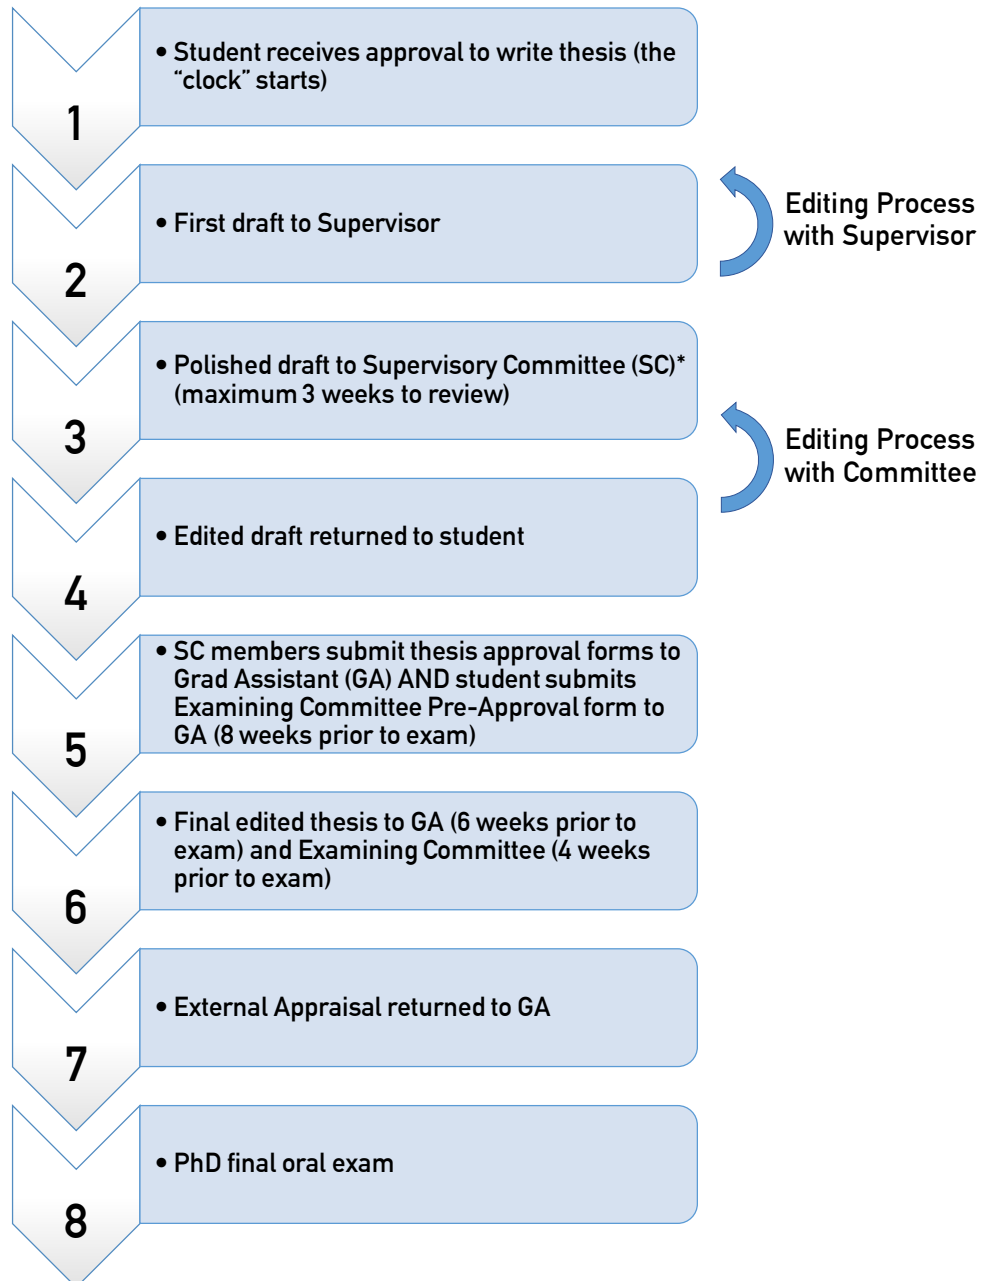 1
• Student receives approval to write thesis (the
“clock” starts)
2
• First draft to Supervisor
Editing Process
with Supervisor
3
• Polished draft to Supervisory Committee (SC)*
(maximum 3 weeks to review)
Editing Process
with Committee
4
• Edited draft returned to student
5
• SC members submit thesis approval forms to
Grad Assistant (GA) AND student submits
Examining Committee Pre-Approval form to
GA (8 weeks prior to exam)
6
• Final edited thesis to GA (6 weeks prior to
exam) and Examining Committee (4 weeks
prior to exam)
7
• External Appraisal returned to GA
8
• PhD final oral exam